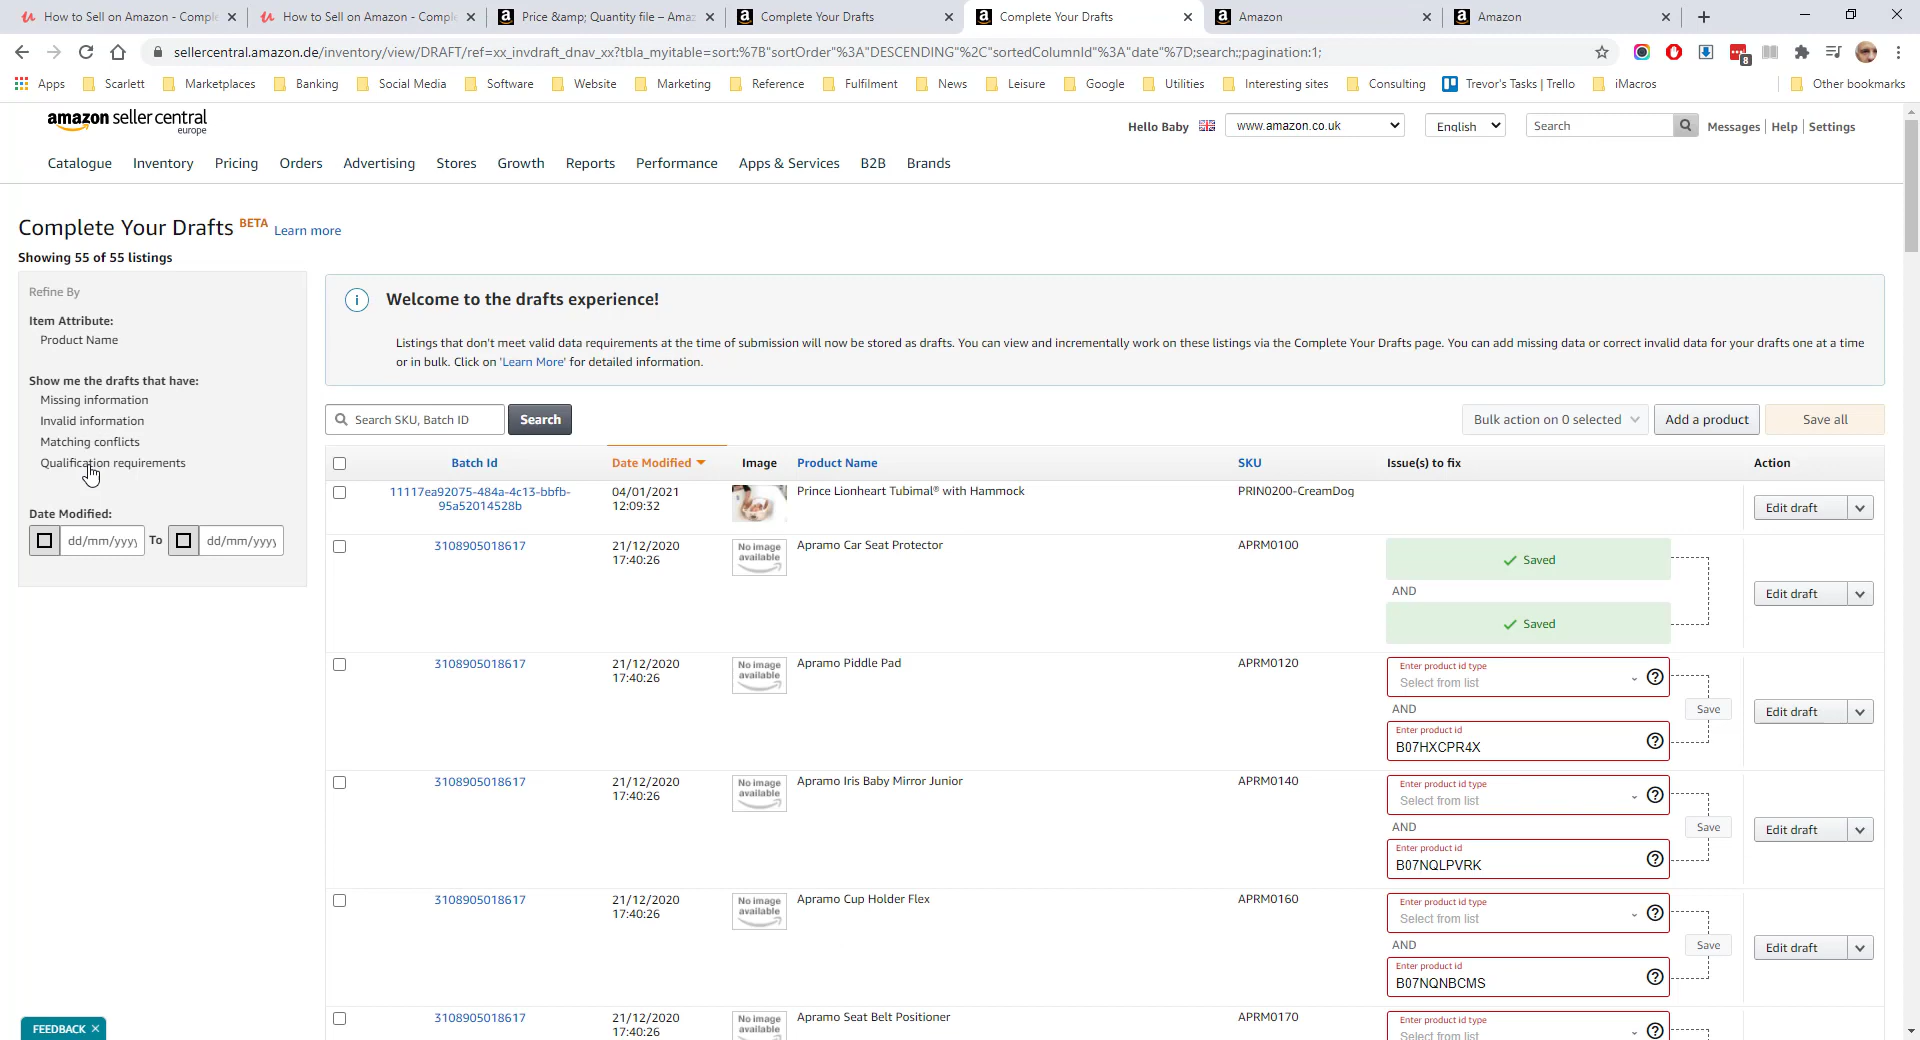 How to Sell on Amazon - Comple
How to Sell on Amazon - Comple
Price &amp; Quantity file – Amaz
Complete Your Drafts
Complete Your Drafts
Amazon
Amazon
sellercentral.amazon.de/inventory/view/DRAFT/ref=xx_invdraft_dnav_xx?tbla_myitable=sort:%7B"sortOrder"%3A"DESCENDING"%2C"sortedColumnId"%3A"date"%7D;search:;pagination:1;
8
Apps
Scarlett
Marketplaces
Banking
Social Media
Software
Website
Marketing
Reference
Fulfilment
News
Leisure
Google
Utilities
Interesting sites
Consulting
Trevor's Tasks | Trello
iMacros
Other bookmarks
amazon seller central
europe
Hello Baby
www.amazon.co.uk
English
Search
Messages | Help | Settings
Catalogue Inventory Pricing Orders Advertising Stores Growth Reports Performance Apps & Services B2B Brands
Complete Your Drafts BETA Learn more
Showing 55 of 55 listings
Refine By
Item Attribute:
Product Name
Show me the drafts that have:
Missing information
Invalid information
Matching conflicts
Qualification requirements
Date Modified:
dd/mm/yyyy To dd/mm/yyyy
i
Welcome to the drafts experience!
Listings that don't meet valid data requirements at the time of submission will now be stored as drafts. You can view and incrementally work on these listings via the Complete Your Drafts page. You can add missing data or correct invalid data for your drafts one at a time
or in bulk. Click on 'Learn More' for detailed information.
Search SKU, Batch ID
Search
Bulk action on 0 selected
Add a product
Save all
Batch Id
Date Modified
Image
Product Name
SKU
Issue(s) to fix
Action
11117ea92075-484a-4c13-bbfb-
95a52014528b
04/01/2021
12:09:32
Prince Lionheart Tubimal® with Hammock
PRIN0200-CreamDog
Edit draft
3108905018617
21/12/2020
17:40:26
No image
available
Apramo Car Seat Protector
APRM0100
Saved
AND
Saved
Edit draft
3108905018617
21/12/2020
17:40:26
No image
available
Apramo Piddle Pad
APRM0120
Enter product id type
Select from list
?
AND
Save
Enter product id
B07HXCPR4X
?
Edit draft
3108905018617
21/12/2020
17:40:26
No image
available
Apramo Iris Baby Mirror Junior
APRM0140
Enter product id type
Select from list
?
AND
Save
Enter product id
B07NQLPVRK
?
Edit draft
3108905018617
21/12/2020
17:40:26
No image
available
Apramo Cup Holder Flex
APRM0160
Enter product id type
Select from list
?
AND
Save
Enter product id
B07NQNBCMS
?
Edit draft
3108905018617
21/12/2020
17:40:26
No image
available
Apramo Seat Belt Positioner
APRM0170
Enter product id type
Select from list
?
FEEDBACK